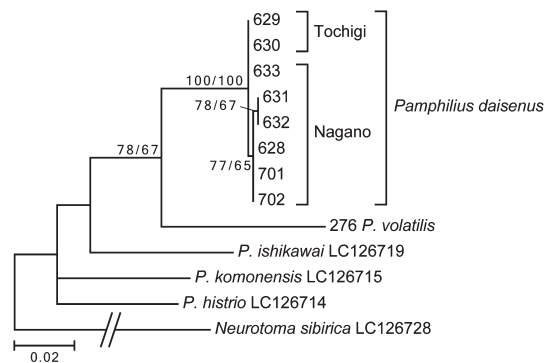 629
Tochigi
630
100/100
633
78/67
631
Pamphilius daisenus
632
Nagano
78/67
628
77/65
701
702
276 P. volatilis
P. ishikawai LC126719
P. komonensis LC126715
P. histrio LC126714
Neurotoma sibirica LC126728
0.02